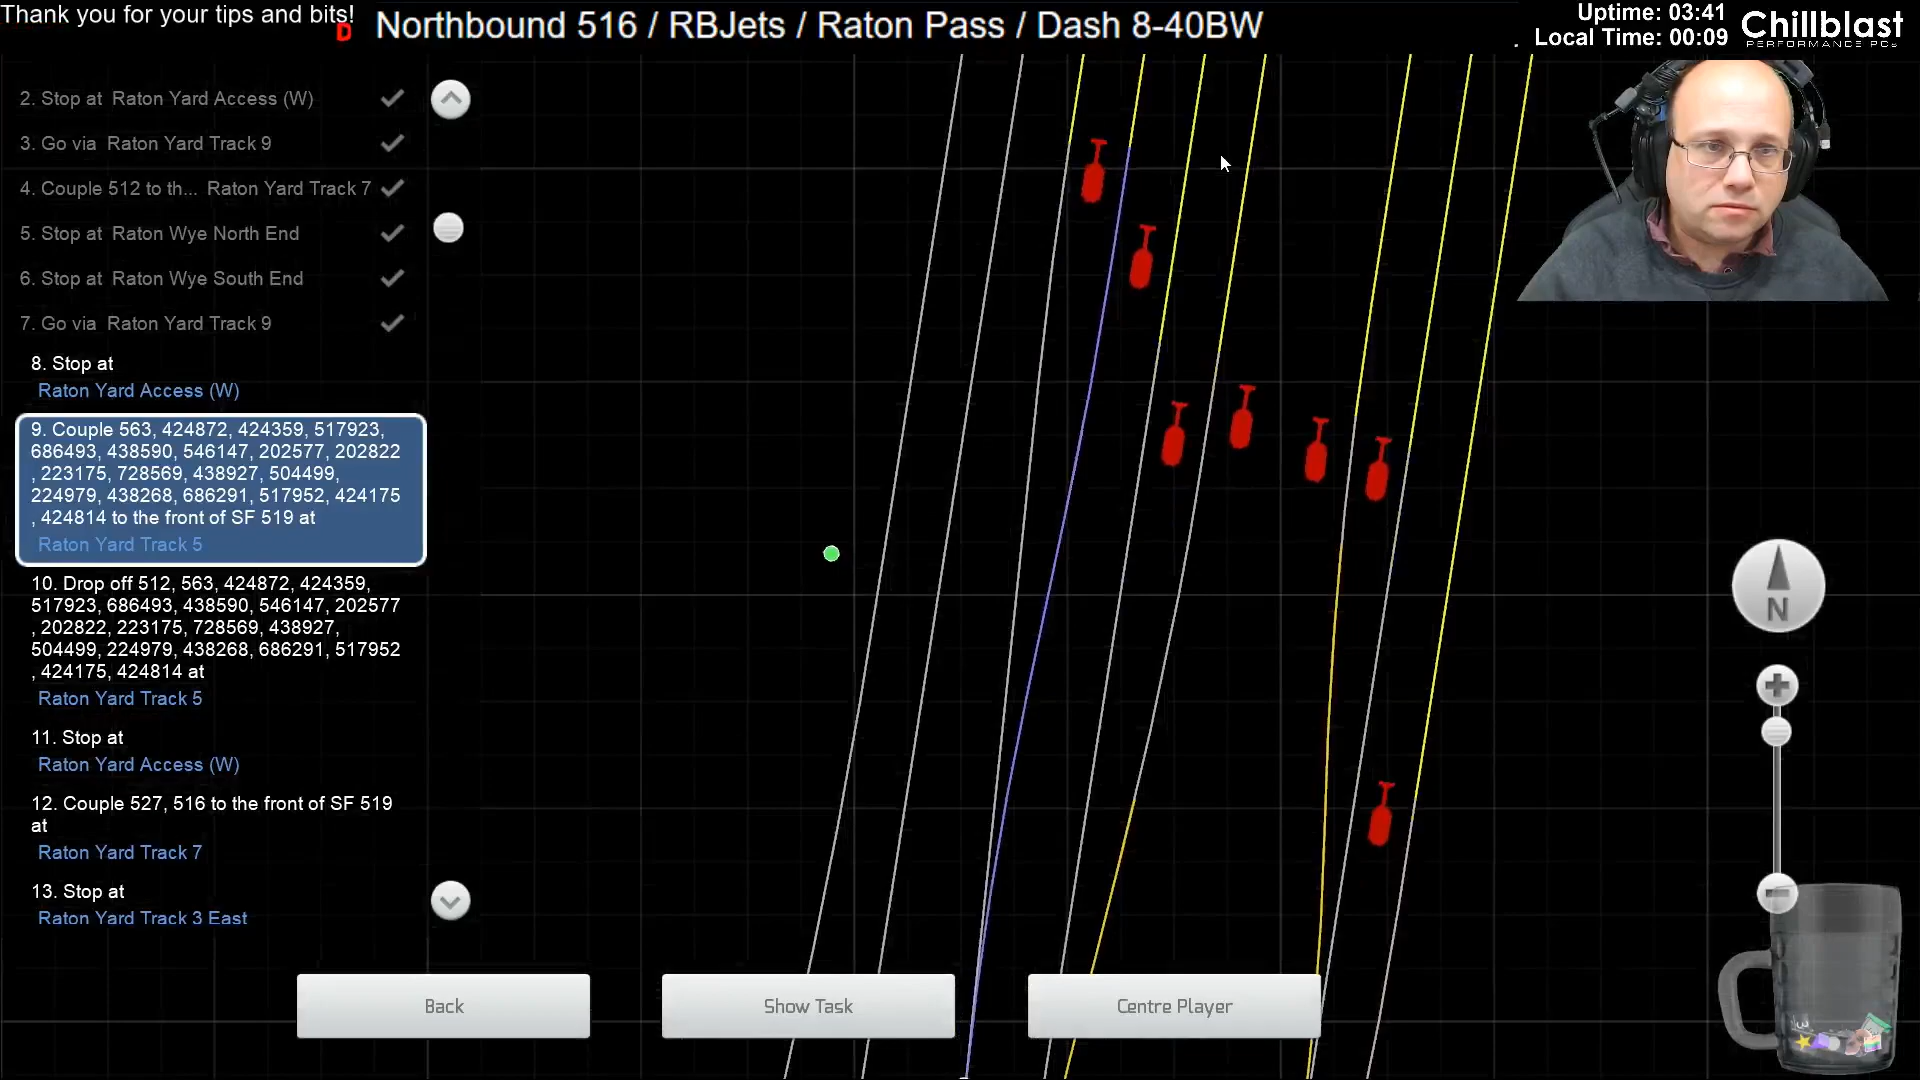 Thank you for your tips and bits!
D
Northbound 516 / RBJets / Raton Pass / Dash 8-40BW
Uptime: 03:41
Local Time: 00:09
Chillblast
PERFORMANCE PCs
2. Stop at Raton Yard Access (W)
3. Go via Raton Yard Track 9
4. Couple 512 to th... Raton Yard Track 7
5. Stop at Raton Wye North End
6. Stop at Raton Wye South End
7. Go via Raton Yard Track 9
8. Stop at
Raton Yard Access (W)
9. Couple 563, 424872, 424359, 517923,
686493, 438590, 546147, 202577, 202822
, 223175, 728569, 438927, 504499,
224979, 438268, 686291, 517952, 424175
, 424814 to the front of SF 519 at
Raton Yard Track 5
10. Drop off 512, 563, 424872, 424359,
517923, 686493, 438590, 546147, 202577
, 202822, 223175, 728569, 438927,
504499, 224979, 438268, 686291, 517952
, 424175, 424814 at
Raton Yard Track 5
11. Stop at
Raton Yard Access (W)
12. Couple 527, 516 to the front of SF 519
at
Raton Yard Track 7
13. Stop at
Raton Yard Track 3 East
N
Back
Show Task
Centre Player